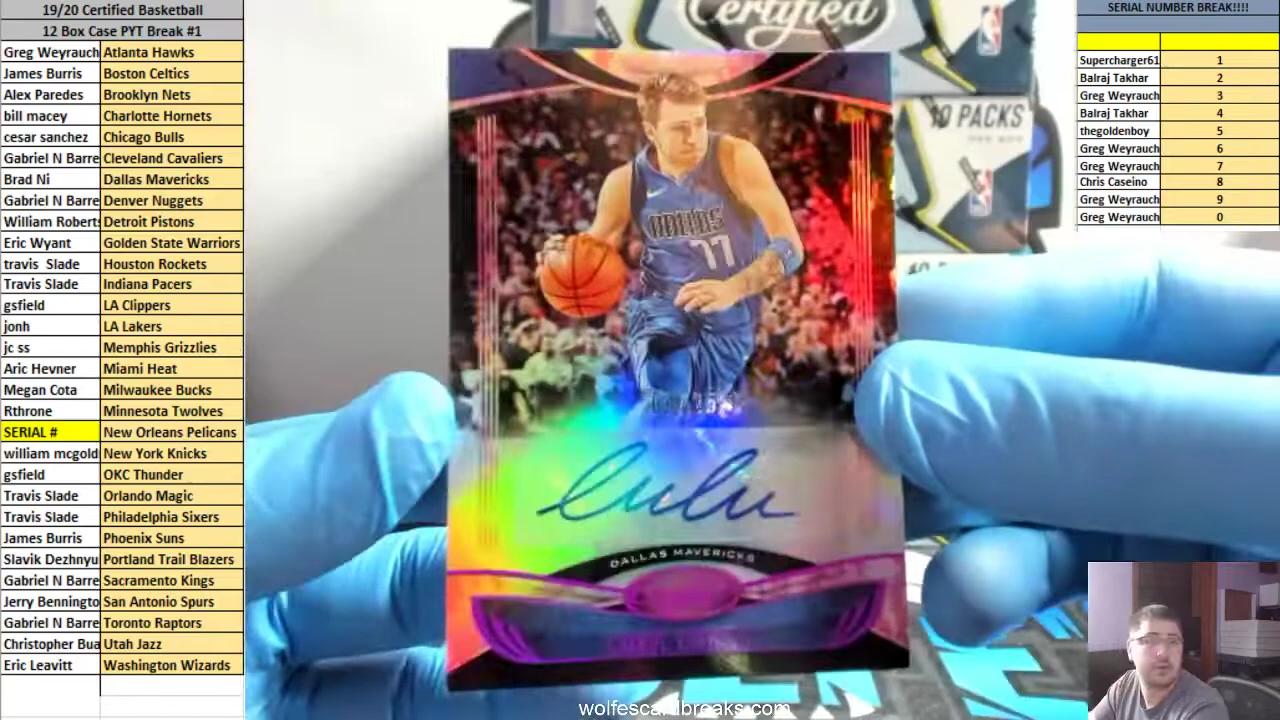 19/20 Certified Basketball
12 Box Case PYT Break #1
Greg Weyrauch Atlanta Hawks
James Burris Boston Celtics
Alex Paredes Brooklyn Nets
bill macey Charlotte Hornets
cesar sanchez Chicago Bulls
Gabriel N Barre Cleveland Cavaliers
Brad Ni Dallas Mavericks
Gabriel N Barre Denver Nuggets
William Roberts Detroit Pistons
Eric Wyant Golden State Warriors
travis Slade Houston Rockets
Travis Slade Indiana Pacers
gsfield LA Clippers
jonh LA Lakers
jc ss Memphis Grizzlies
Aric Hevner Miami Heat
Megan Cota Milwaukee Bucks
Rthrone Minnesota Twolves
SERIAL # New Orleans Pelicans
william mcgold New York Knicks
gsfield OKC Thunder
Travis Slade Orlando Magic
Travis Slade Philadelphia Sixers
James Burris Phoenix Suns
Slavik Dezhnyu Portland Trail Blazers
Gabriel N Barre Sacramento Kings
Jerry Benningto San Antonio Spurs
Gabriel N Barre Toronto Raptors
Christopher Bua Utah Jazz
Eric Leavitt Washington Wizards
Certified
10 PACKS
PER BOX
DALLAS
77
DALLAS MAVERICKS
wolfescardbreaks.com
SERIAL NUMBER BREAK!!!!
Supercharger61 1
Balraj Takhar 2
Greg Weyrauch 3
Balraj Takhar 4
thegoldenboy 5
Greg Weyrauch 6
Greg Weyrauch 7
Chris Caseino 8
Greg Weyrauch 9
Greg Weyrauch 0